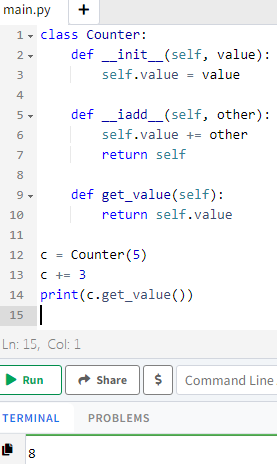 main.py +
1 class Counter:
2     def __init__(self, value):
3         self.value = value
4
5     def __iadd__(self, other):
6         self.value += other
7         return self
8
9     def get_value(self):
10         return self.value
11
12 c = Counter(5)
13 c += 3
14 print(c.get_value())
15
Ln: 15, Col: 1
Run Share $ Command Line
TERMINAL PROBLEMS
8